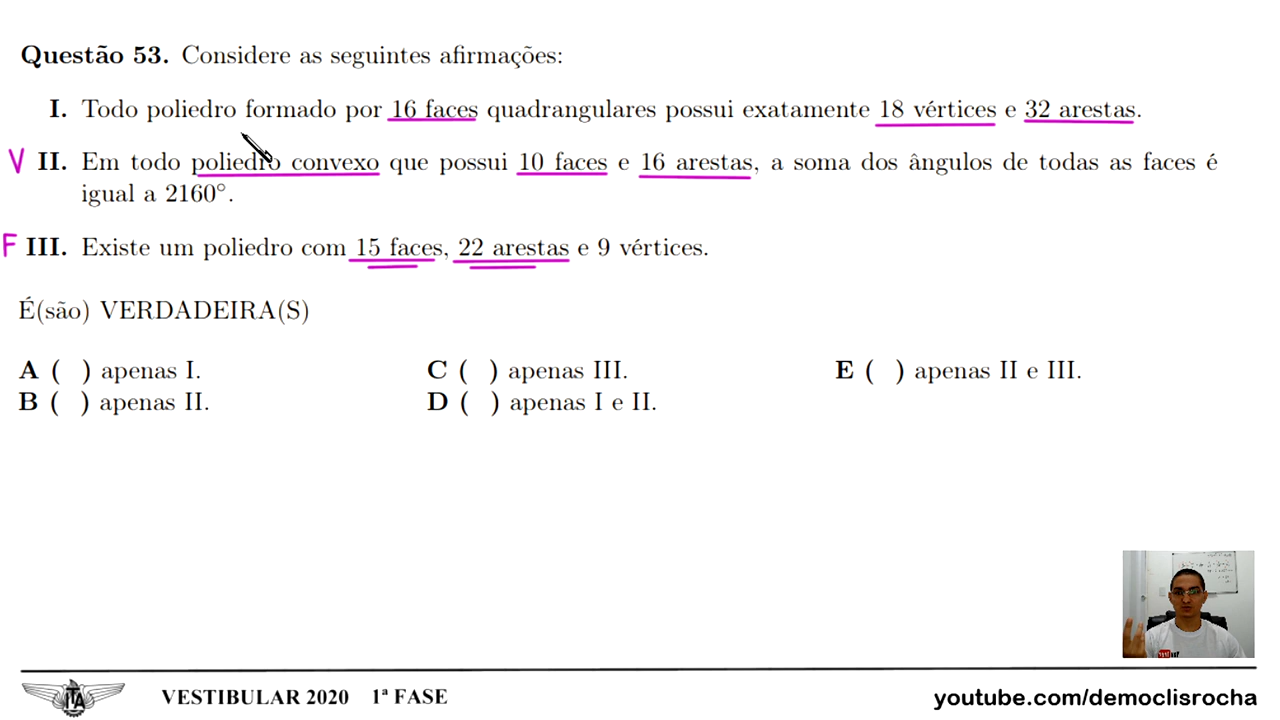 Questão 53. Considere as seguintes afirmações:
I. Todo poliedro formado por 16 faces quadrangulares possui exatamente 18 vértices e 32 arestas.
V II. Em todo poliedro convexo que possui 10 faces e 16 arestas, a soma dos ângulos de todas as faces é
igual a 2160°.
F III. Existe um poliedro com 15 faces, 22 arestas e 9 vértices.
É(são) VERDADEIRA(S)
A ( ) apenas I. C ( ) apenas III. E ( ) apenas II e III.
B ( ) apenas II. D ( ) apenas I e II.
ITA VESTIBULAR 2020 1ª FASE youtube.com/democlisrocha